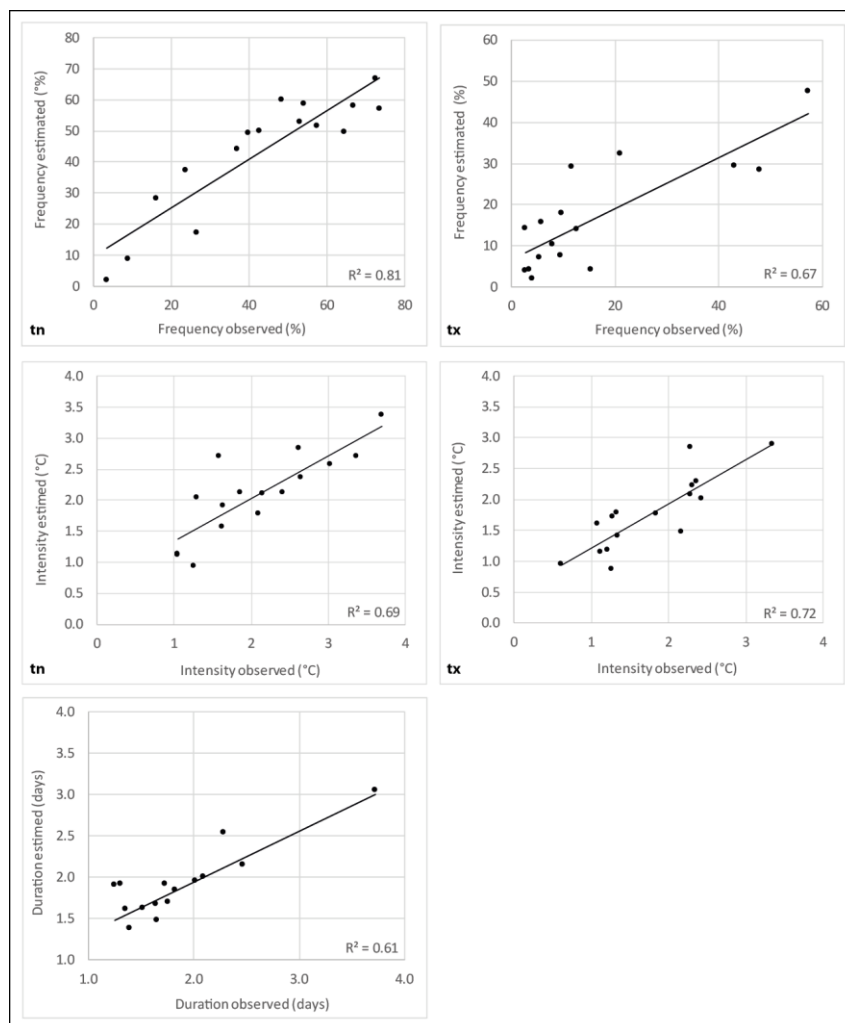 80
70
60
50
40
30
20
10
0
0 20 40 60 80
Frequency estimated (°%)
R² = 0.81
tn Frequency observed (%)
60
50
40
30
20
10
0
0 20 40 60
Frequency estimated (%)
R² = 0.67
tx Frequency observed (%)
4.0
3.5
3.0
2.5
2.0
1.5
1.0
0.5
0.0
0 1 2 3 4
Intensity estimed (°C)
R² = 0.69
tn Intensity observed (°C)
4.0
3.5
3.0
2.5
2.0
1.5
1.0
0.5
0.0
0 1 2 3 4
Intensity estimed (°C)
R² = 0.72
tx Intensity observed (°C)
4.0
3.5
3.0
2.5
2.0
1.5
1.0
1.0 2.0 3.0 4.0
Duration estimed (days)
R² = 0.61
Duration observed (days)